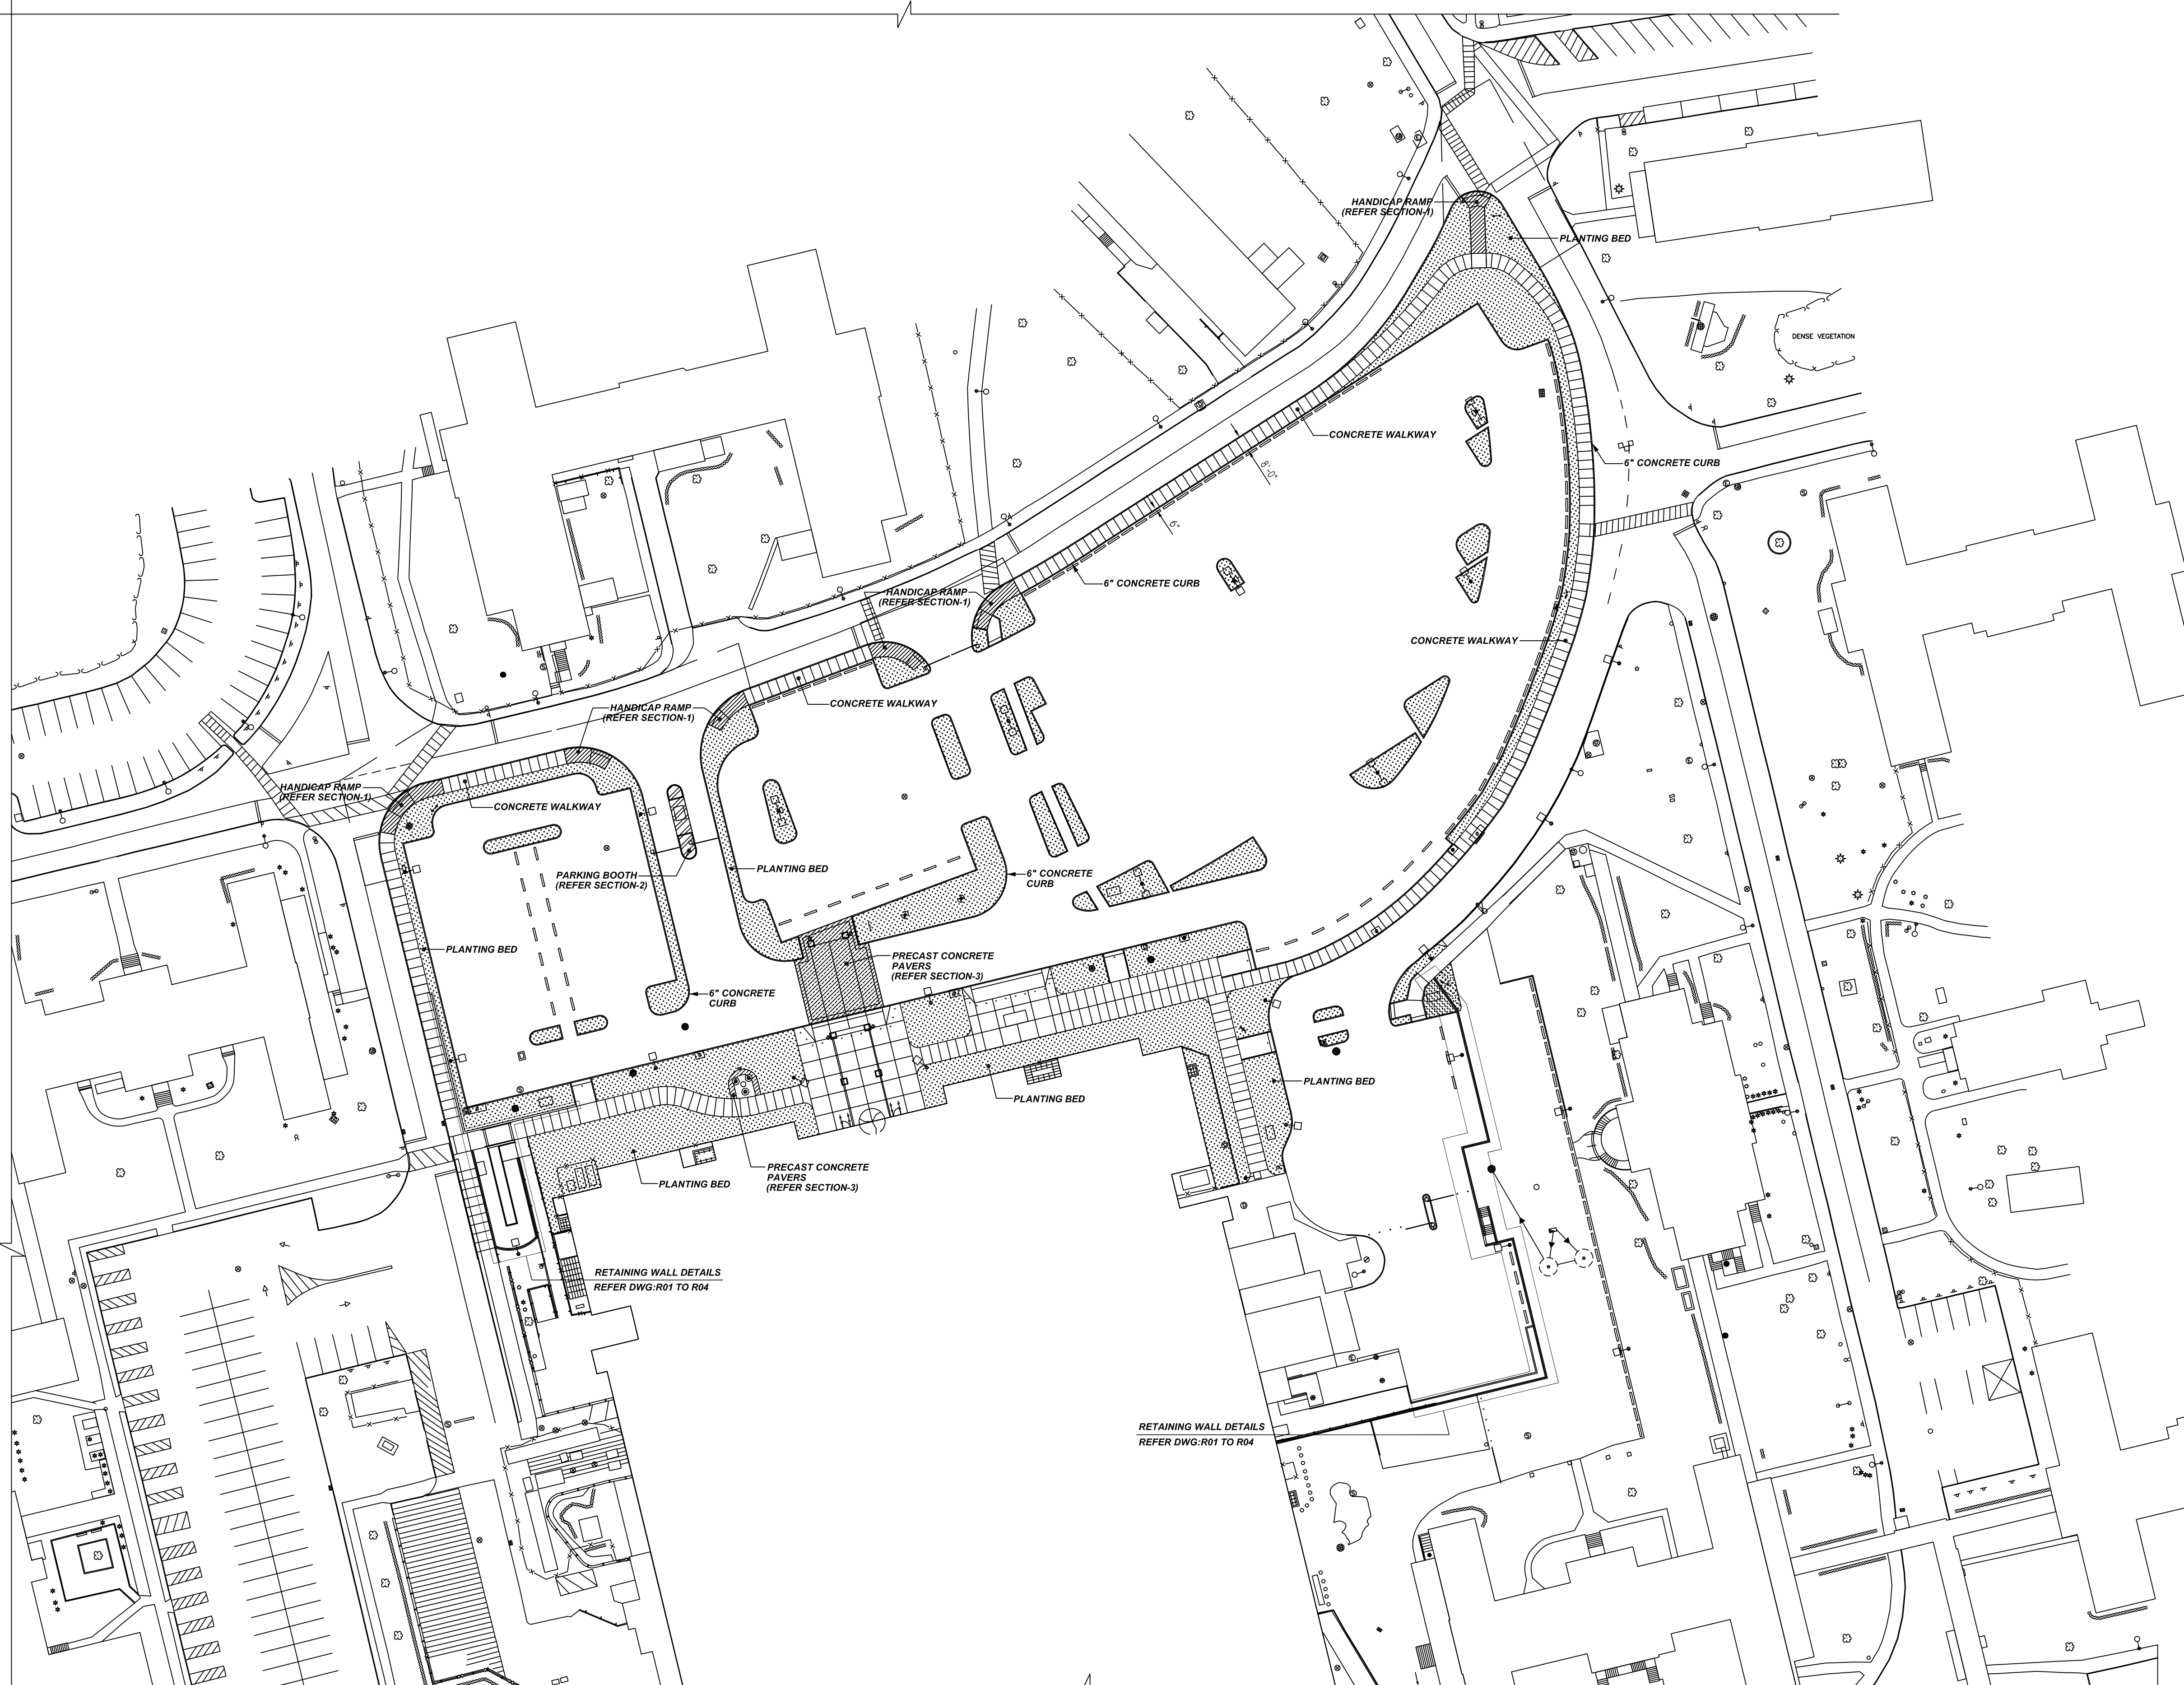 HANDICAP RAMP
(REFER SECTION-1)
PLANTING BED
DENSE VEGETATION
CONCRETE WALKWAY
8'-0"
6" CONCRETE CURB
6"
6" CONCRETE CURB
HANDICAP RAMP
(REFER SECTION-1)
CONCRETE WALKWAY
CONCRETE WALKWAY
HANDICAP RAMP
(REFER SECTION-1)
HANDICAP RAMP
(REFER SECTION-1)
CONCRETE WALKWAY
PLANTING BED
PARKING BOOTH
(REFER SECTION-2)
6" CONCRETE
CURB
PLANTING BED
PRECAST CONCRETE
PAVERS
(REFER SECTION-3)
6" CONCRETE
CURB
PLANTING BED
PLANTING BED
PRECAST CONCRETE
PAVERS
(REFER SECTION-3)
PLANTING BED
RETAINING WALL DETAILS
REFER DWG:R01 TO R04
RETAINING WALL DETAILS
REFER DWG:R01 TO R04